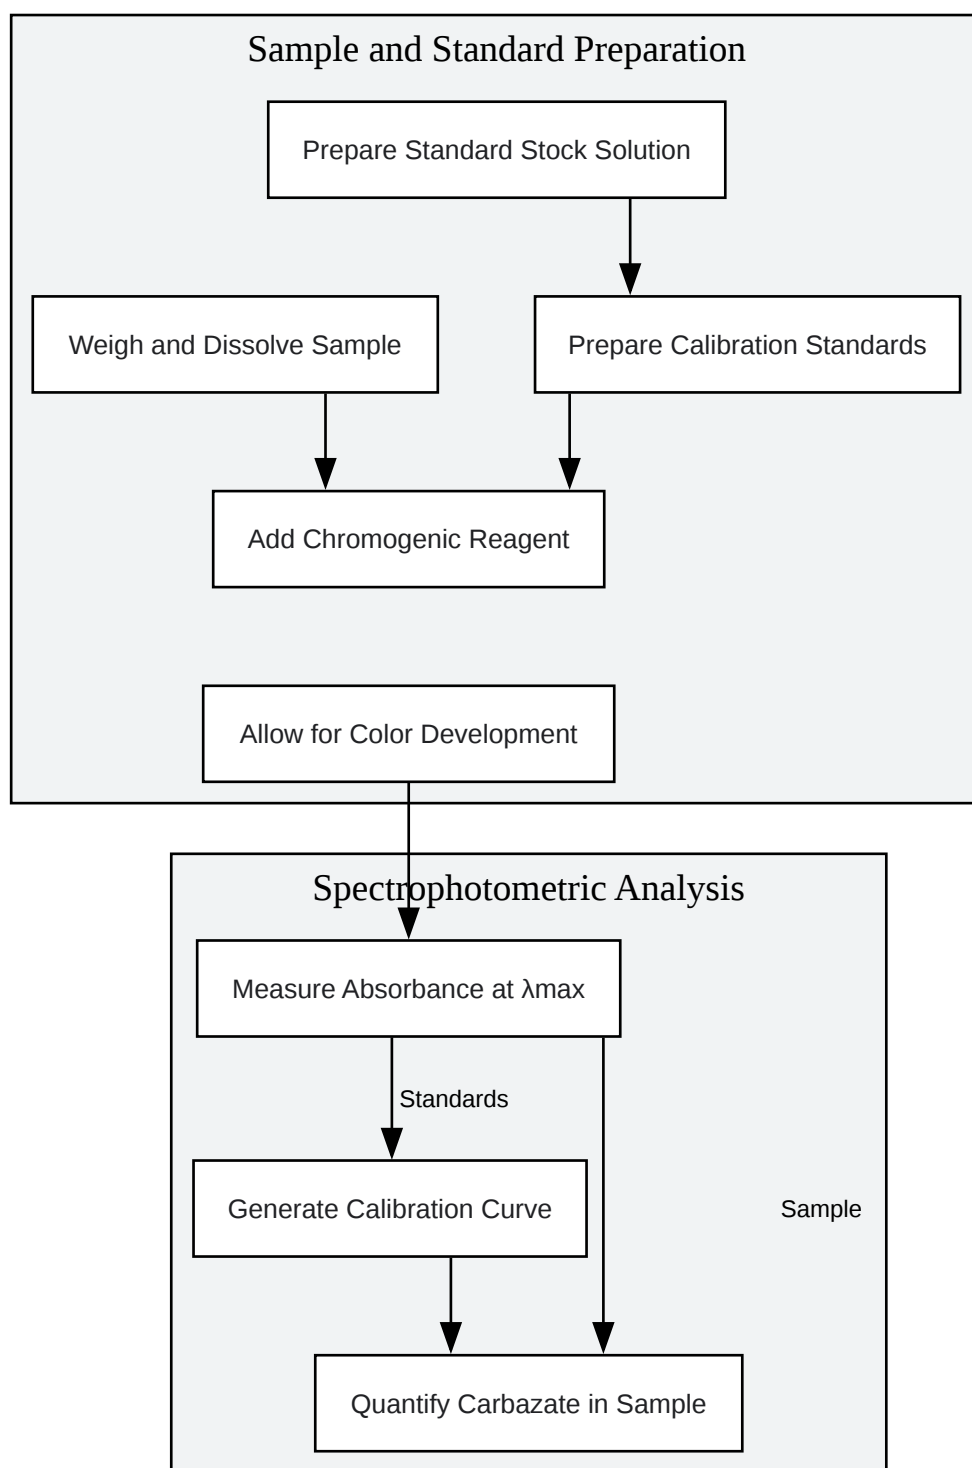 Sample and Standard Preparation
Prepare Standard Stock Solution
Weigh and Dissolve Sample
Prepare Calibration Standards
Add Chromogenic Reagent
Allow for Color Development
Spectrophotometric Analysis
Measure Absorbance at λmax
Standards
Generate Calibration Curve
Sample
Quantify Carbazate in Sample